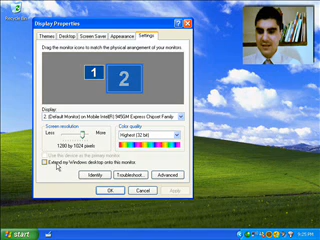 Recycle Bin
Display Properties
Themes Desktop Screen Saver Appearance Settings
Drag the monitor icons to match the physical arrangement of your monitors.
1 2
Display:
2. (Default Monitor) on Mobile Intel(R) 945GM Express Chipset Family
Screen resolution
Color quality
Less More
Highest (32 bit)
1280 by 1024 pixels
Use this device as the primary monitor.
Extend my Windows desktop onto this monitor.
Identify Troubleshoot... Advanced
OK Cancel Apply
start